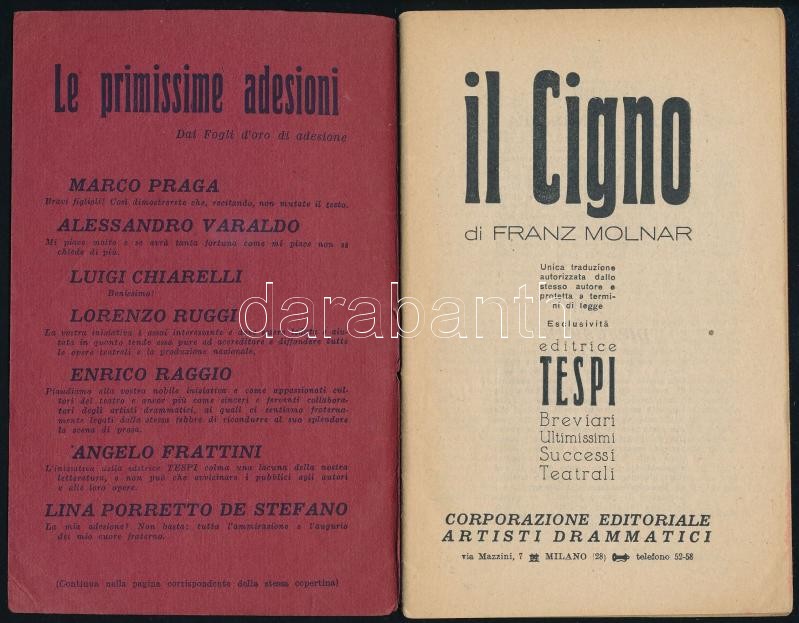 Le primissime adesioni
Dai Fogli d'oro di adesione
MARCO PRAGA
Bravi figlioli! Così dimostrerete che, recitando, non mutate il testo.
ALESSANDRO VARALDO
Mi piace molto e se avrà tanta fortuna come mi piace non se
chiede di più.
LUIGI CHIARELLI
Benissimo!
LORENZO RUGGI
La vostra iniziativa è assai interessante e
tata in quanto tende essa pure ad accreditare e diffondere tutte
le opere teatrali e la produzione nazionale.
ENRICO RAGGIO
Plaudiamo alla vostra nobile iniziativa e come appassionati cul-
tori del teatro e ancor più come sinceri e ferventi collabora-
tori degli artisti drammatici, ai quali ci sentiamo fraterna-
mente legati dalla stessa febbre di ricondurre al suo splendore
la scena di prosa.
ANGELO FRATTINI
L'iniziativa della editrice TESPI colma una lacuna della nostra
letteratura, e non può che avvicinare i pubblici agli autori
e alle loro opere.
LINA PORRETTO DE STEFANO
La mia adesione? Non basta: tutta l'ammirazione e l'augurio
del mio cuore fraterno.
(Continua nella pagina corrispondente della stessa copertina)
il Cigno
di FRANZ MOLNAR
Unica traduzione
autorizzata dallo
stesso autore e
protetta a termi-
ni di legge
Esclusività
editrice
TESPI
Breviari
Ultimissimi
Successi
Teatrali
CORPORAZIONE EDITORIALE
ARTISTI DRAMMATICI
via Mazzini, 7 MILANO (28) telefono 52-58
darabanth